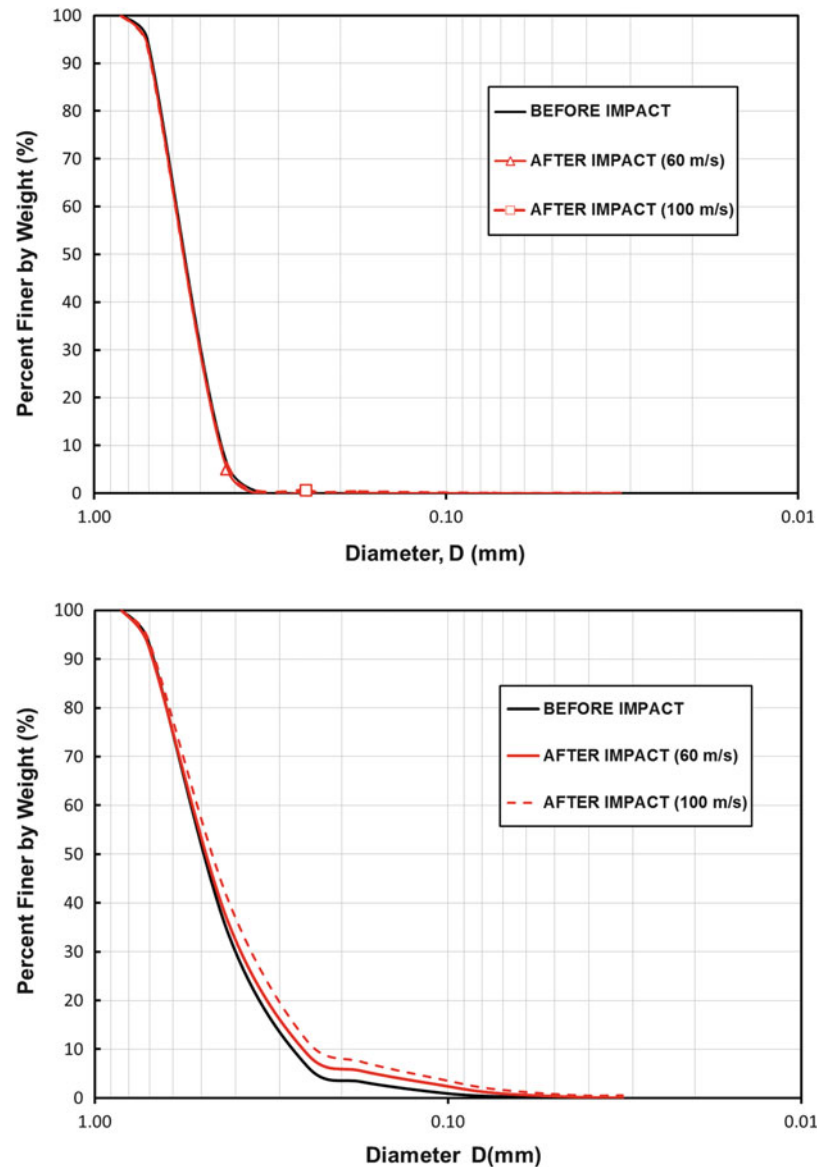 100
90
80
70
60
50
40
30
20
10
0
Percent Finer by Weight (%)
BEFORE IMPACT
AFTER IMPACT (60 m/s)
AFTER IMPACT (100 m/s)
1.00
0.10
0.01
Diameter, D (mm)
100
90
80
70
60
50
40
30
20
10
0
Percent Finer by Weight (%)
BEFORE IMPACT
AFTER IMPACT (60 m/s)
AFTER IMPACT (100 m/s)
1.00
0.10
0.01
Diameter D(mm)